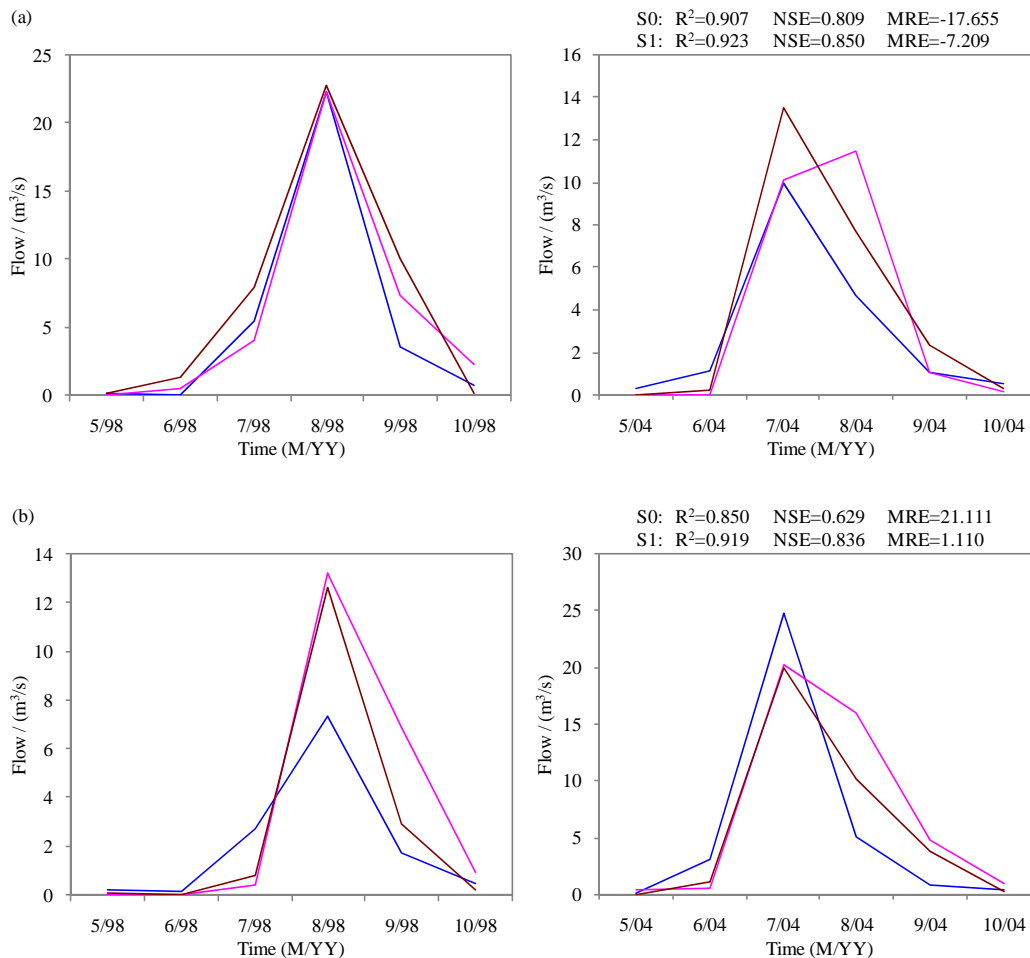 (a)
S0: R²=0.907 NSE=0.809 MRE=-17.655
S1: R²=0.923 NSE=0.850 MRE=-7.209
25
20
15
10
5
0
Flow / (m³/s)
5/98 6/98 7/98 8/98 9/98 10/98
Time (M/YY)
16
14
12
10
8
6
4
2
0
Flow / (m³/s)
5/04 6/04 7/04 8/04 9/04 10/04
Time (M/YY)
(b)
S0: R²=0.850 NSE=0.629 MRE=21.111
S1: R²=0.919 NSE=0.836 MRE=1.110
14
12
10
8
6
4
2
0
Flow / (m³/s)
5/98 6/98 7/98 8/98 9/98 10/98
Time (M/YY)
30
25
20
15
10
5
0
Flow / (m³/s)
5/04 6/04 7/04 8/04 9/04 10/04
Time (M/YY)